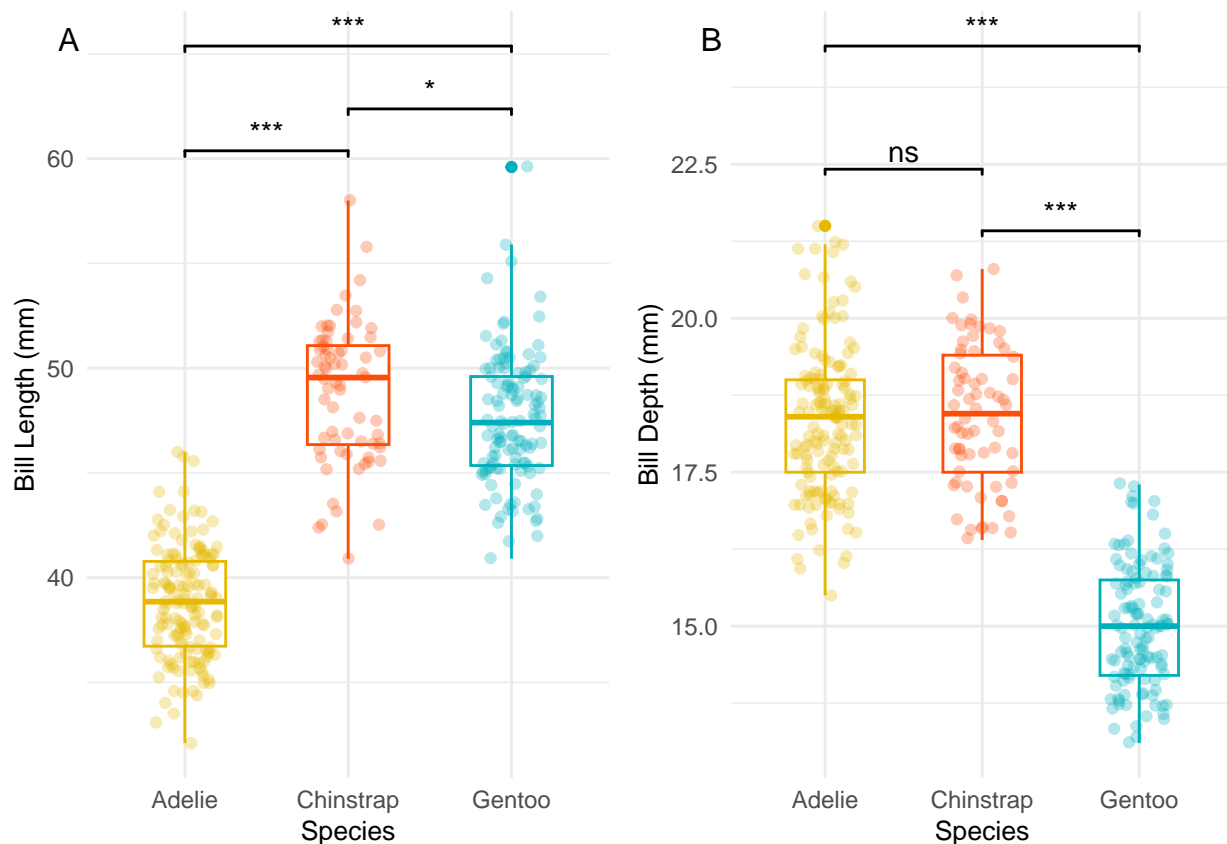 A
***
*
***
60
50
40
Bill Length (mm)
Adelie
Chinstrap
Gentoo
Species
B
***
ns
***
22.5
20.0
17.5
15.0
Bill Depth (mm)
Adelie
Chinstrap
Gentoo
Species